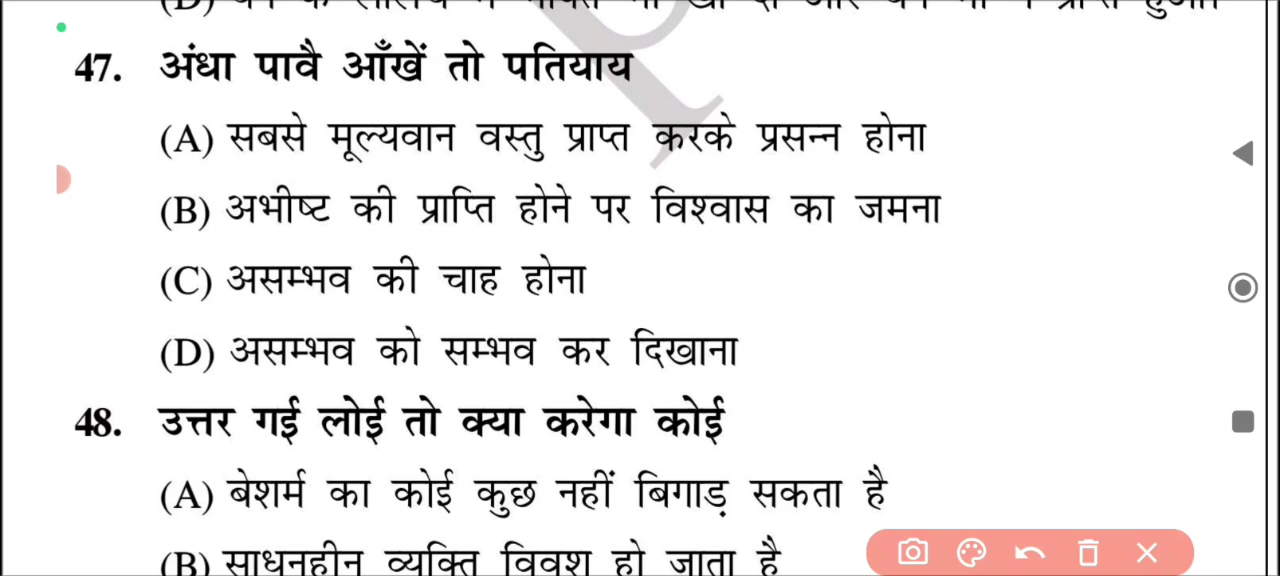 47. अंधा पावै आँखें तो पतियाय
(A) सबसे मूल्यवान वस्तु प्राप्त करके प्रसन्न होना
(B) अभीष्ट की प्राप्ति होने पर विश्वास का जमना
(C) असम्भव की चाह होना
(D) असम्भव को सम्भव कर दिखाना
48. उत्तर गई लोई तो क्या करेगा कोई
(A) बेशर्म का कोई कुछ नहीं बिगाड़ सकता है
(B) साधनहीन व्यक्ति विवश हो जाता है